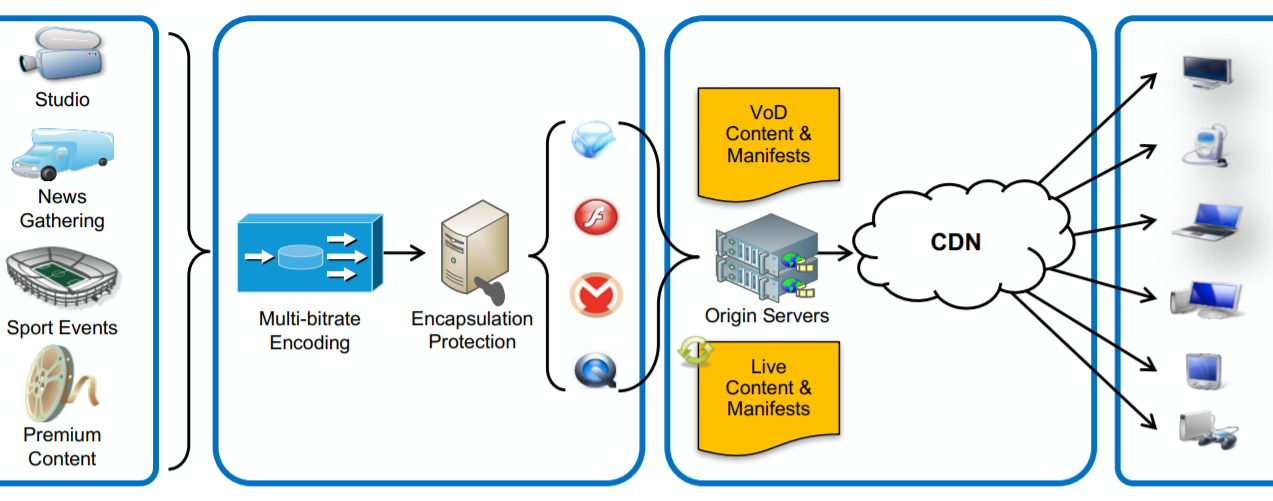 Studio
News
Gathering
Sport Events
Premium
Content
Multi-bitrate
Encoding
Encapsulation
Protection
VoD
Content &
Manifests
Origin Servers
Live
Content &
Manifests
CDN